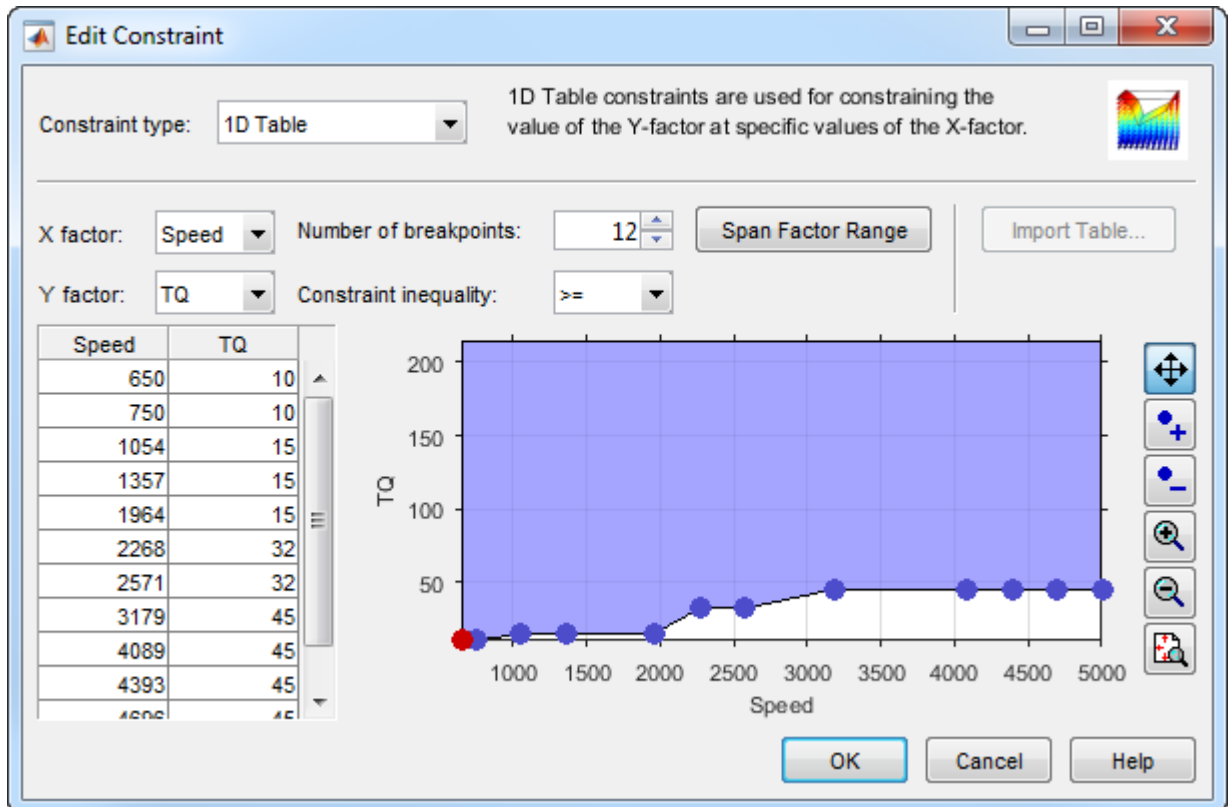 Edit Constraint
Constraint type: 1D Table
1D Table constraints are used for constraining the
value of the Y-factor at specific values of the X-factor.
X factor: Speed Number of breakpoints: 12 Span Factor Range Import Table...
Y factor: TQ Constraint inequality: >=
Speed TQ
650 10
750 10
1054 15
1357 15
1964 15
2268 32
2571 32
3179 45
4089 45
4393 45
4696 45
200
150
100
50
TQ
1000 1500 2000 2500 3000 3500 4000 4500 5000
Speed
OK Cancel Help